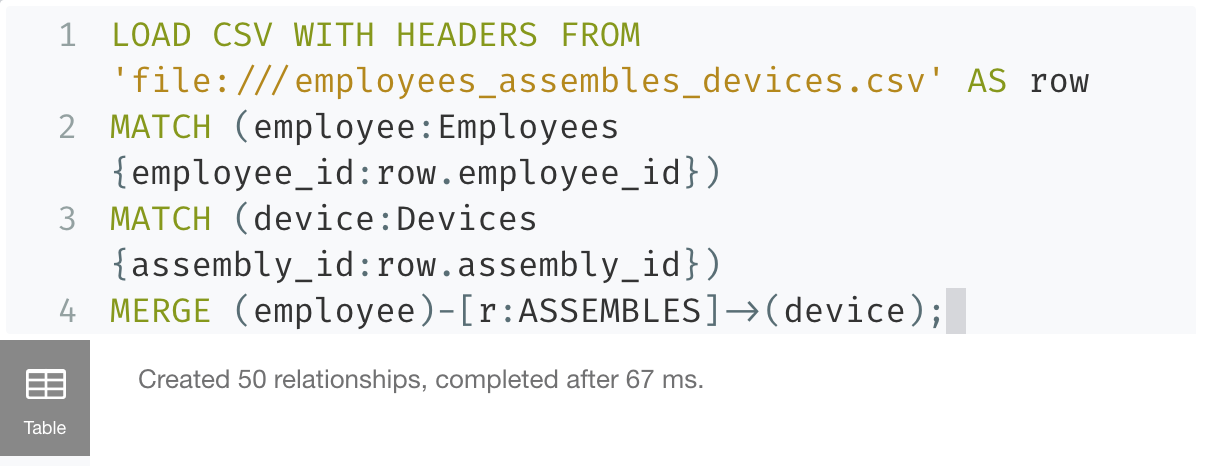 1 LOAD CSV WITH HEADERS FROM
'file:///employees_assembles_devices.csv' AS row
2 MATCH (employee:Employees
{employee_id:row.employee_id})
3 MATCH (device:Devices
{assembly_id:row.assembly_id})
4 MERGE (employee)-[r:ASSEMBLES]->(device);
Created 50 relationships, completed after 67 ms.
Table